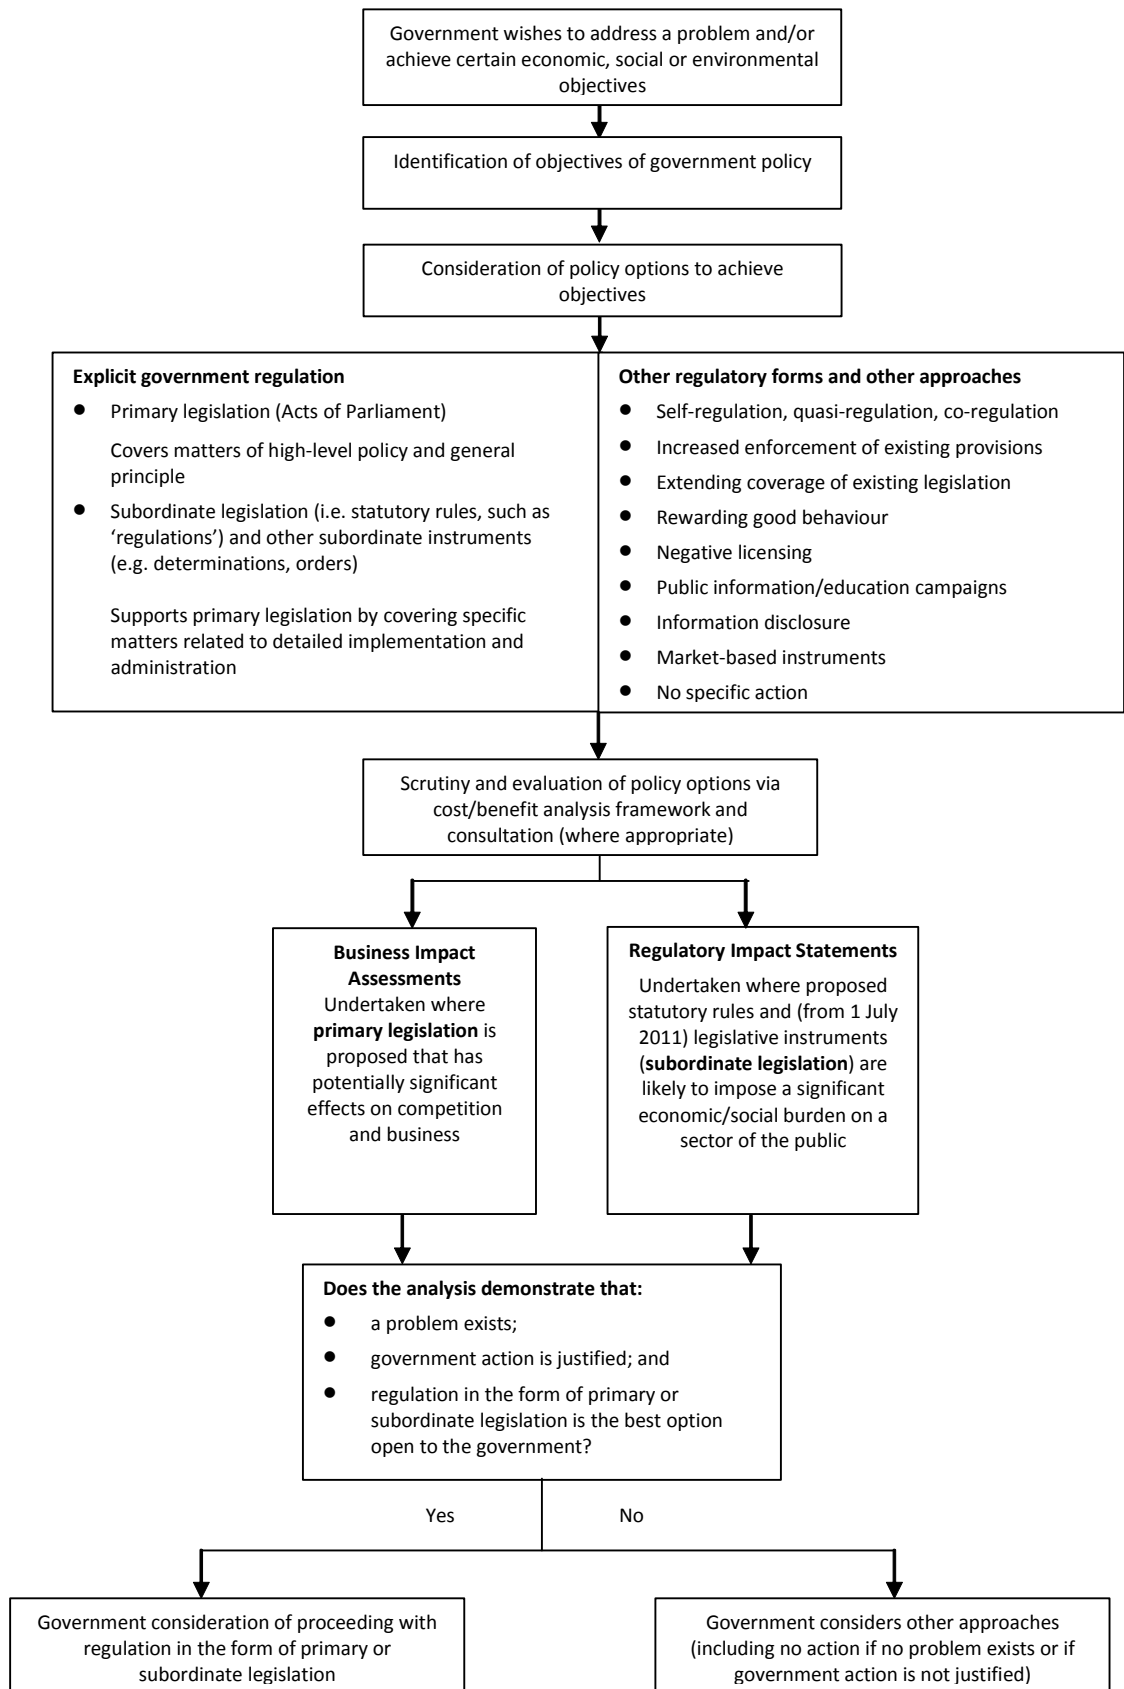 Government wishes to address a problem and/or
achieve certain economic, social or environmental
objectives
Identification of objectives of government policy
Consideration of policy options to achieve
objectives
Explicit government regulation
● Primary legislation (Acts of Parliament)
Covers matters of high-level policy and general
principle
● Subordinate legislation (i.e. statutory rules, such as
‘regulations’) and other subordinate instruments
(e.g. determinations, orders)
Supports primary legislation by covering specific
matters related to detailed implementation and
administration
Other regulatory forms and other approaches
● Self-regulation, quasi-regulation, co-regulation
● Increased enforcement of existing provisions
● Extending coverage of existing legislation
● Rewarding good behaviour
● Negative licensing
● Public information/education campaigns
● Information disclosure
● Market-based instruments
● No specific action
Scrutiny and evaluation of policy options via
cost/benefit analysis framework and
consultation (where appropriate)
Business Impact
Assessments
Undertaken where
primary legislation is
proposed that has
potentially significant
effects on competition
and business
Regulatory Impact Statements
Undertaken where proposed
statutory rules and (from 1 July
2011) legislative instruments
(subordinate legislation) are
likely to impose a significant
economic/social burden on a
sector of the public
Does the analysis demonstrate that:
● a problem exists;
● government action is justified; and
● regulation in the form of primary or
subordinate legislation is the best option
open to the government?
Yes
No
Government consideration of proceeding with
regulation in the form of primary or
subordinate legislation
Government considers other approaches
(including no action if no problem exists or if
government action is not justified)